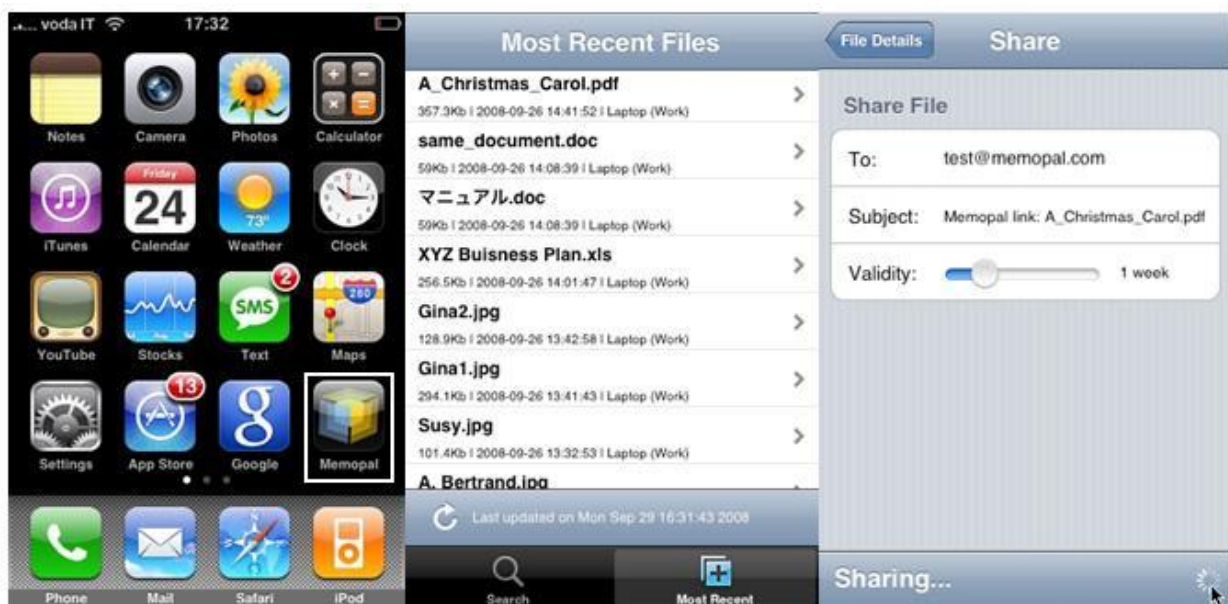 voda IT 17:32
Notes Camera Photos Calculator
Friday
24
73°
iTunes Calendar Weather Clock
2
SMS
280
YouTube Stocks Text Maps
13
g
Settings App Store Google Memopal
Phone Mail Safari iPod
Most Recent Files
A_Christmas_Carol.pdf
357.3Kb | 2008-09-26 14:41:52 | Laptop (Work)
same_document.doc
59Kb | 2008-09-26 14:08:39 | Laptop (Work)
マニュアル.doc
59Kb | 2008-09-26 14:08:39 | Laptop (Work)
XYZ Buisness Plan.xls
256.5Kb | 2008-09-26 14:01:47 | Laptop (Work)
Gina2.jpg
128.9Kb | 2008-09-26 13:42:58 | Laptop (Work)
Gina1.jpg
294.1Kb | 2008-09-26 13:41:43 | Laptop (Work)
Susy.jpg
101.4Kb | 2008-09-26 13:32:53 | Laptop (Work)
A. Bertrand.jpg
Last updated on Mon Sep 29 16:31:43 2008
Search Most Recent
File Details Share
Share File
To: test@memopal.com
Subject: Memopal link: A_Christmas_Carol.pdf
Validity: 1 week
Sharing...